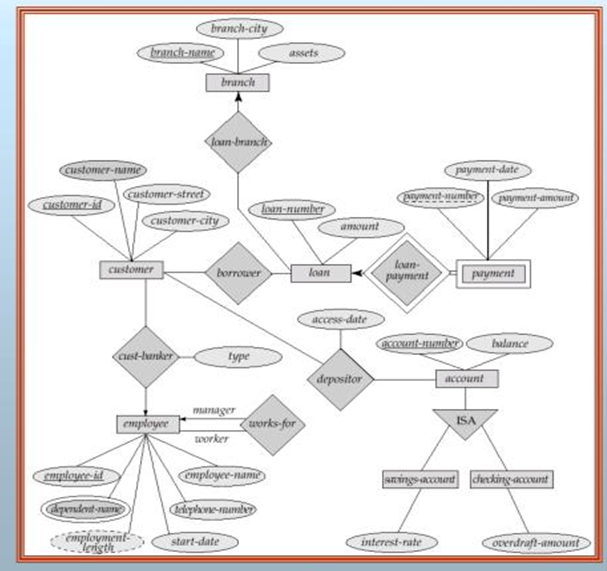 branch-city
branch-name
assets
branch
loan-branch
customer-name
payment-date
customer-street
payment-number
payment-amount
customer-id
loan-number
customer-city
amount
customer
borrower
loan
loan-
payment
payment
access-date
account-number
balance
cust-banker
type
depositor
account
manager
employee
works-for
ISA
worker
employee-id
employee-name
savings-account
checking-account
dependent-name
telephone-number
employment-
length
start-date
interest-rate
overdraft-amount